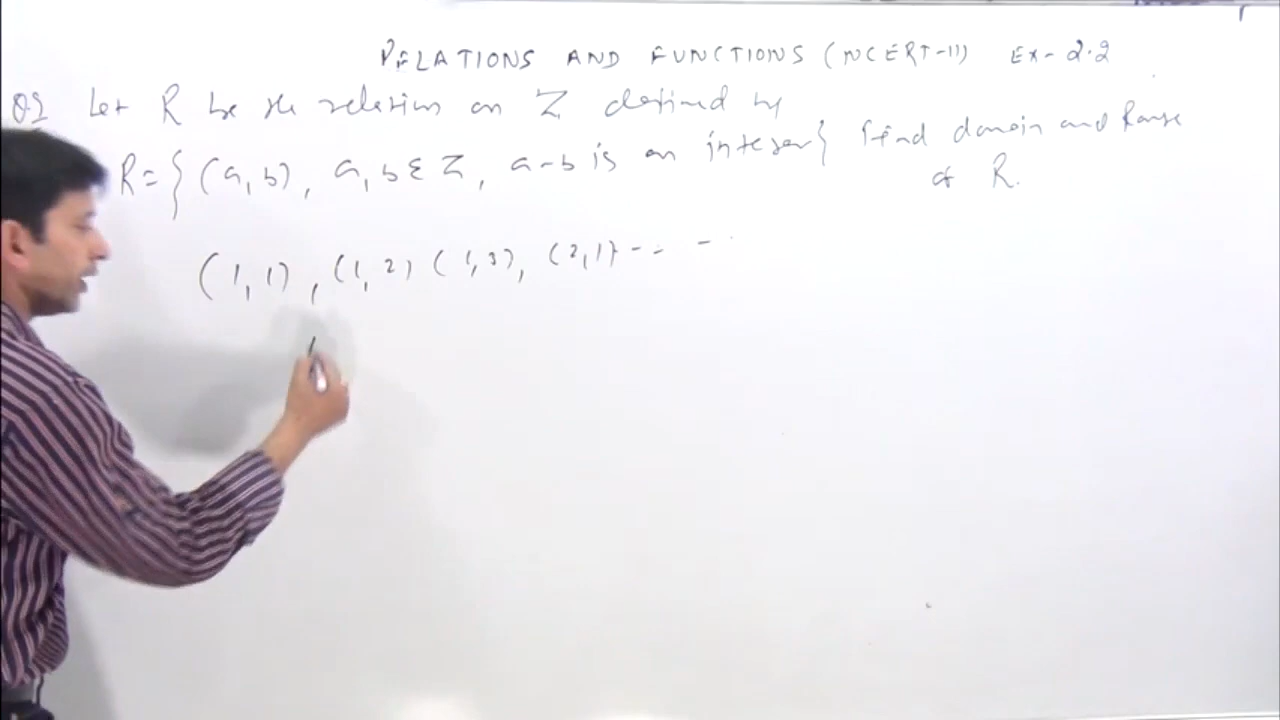 RELATIONS AND FUNCTIONS (NCERT-11) EX-2.2
Let R be the relation on Z defined by
R = { (a, b), a, b ε Z, a-b is an integer} find domain and Range
of R.
(1, 1), (1, 2) (1, 3), (2, 1) -- -